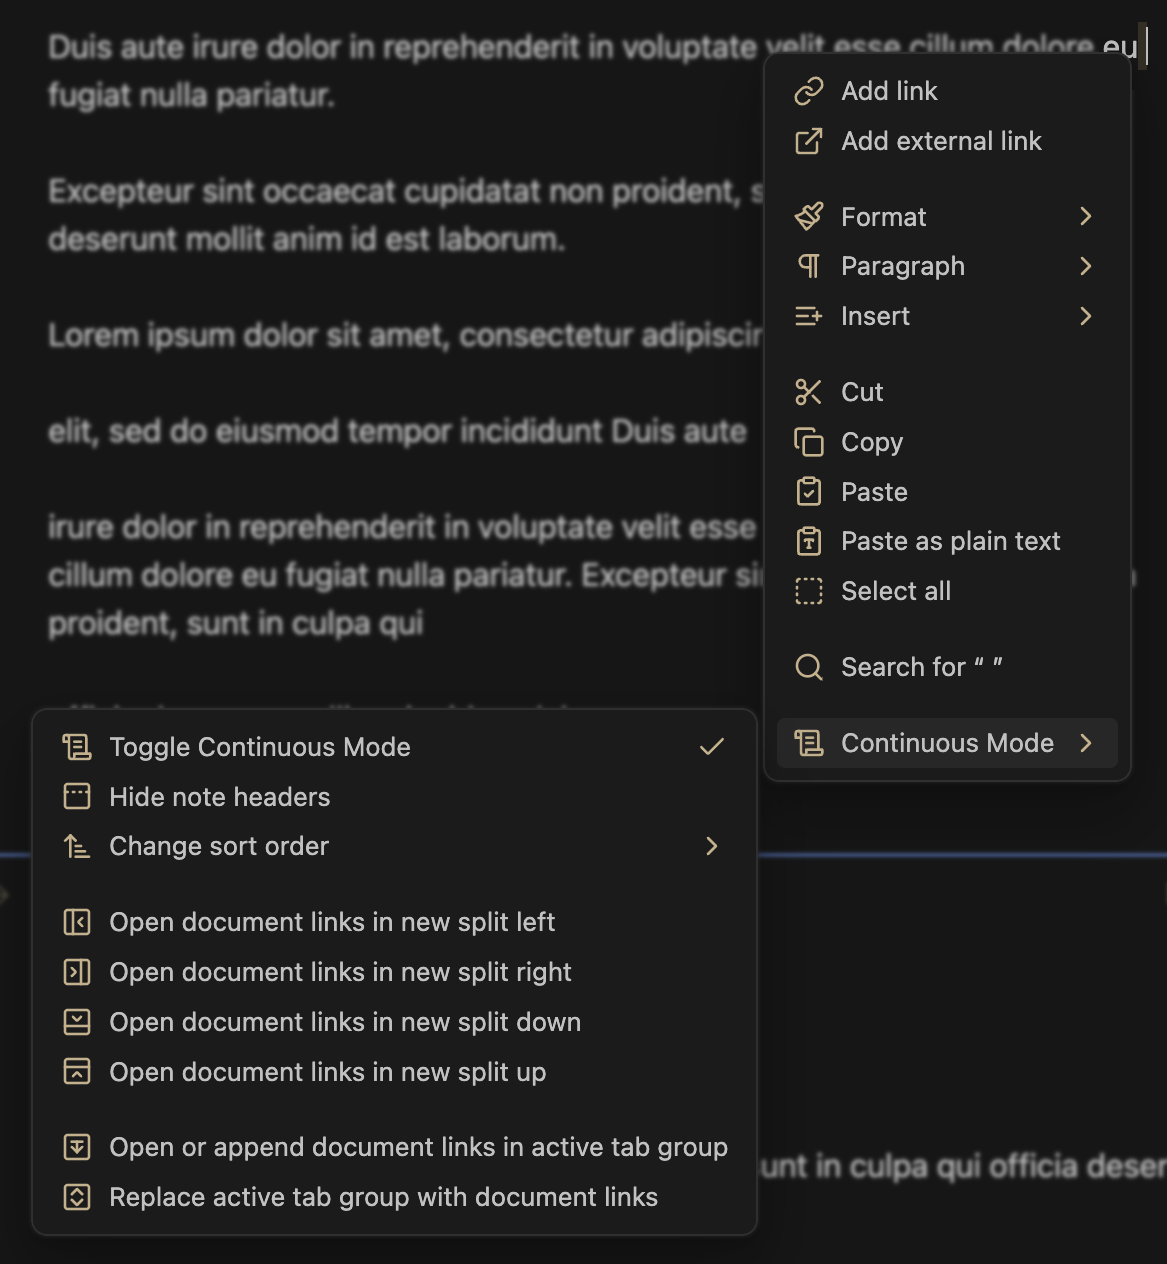 Duis aute irure dolor in reprehenderit in voluptate velit esse cillum dolore eu
fugiat nulla pariatur.
Excepteur sint occaecat cupidatat non proident,
deserunt mollit anim id est laborum.
Lorem ipsum dolor sit amet, consectetur
elit, sed do eiusmod tempor incididunt Duis aute
irure dolor in reprehenderit in voluptate velit esse
cillum dolore eu fugiat nulla pariatur. Excepteur
proident, sunt in culpa qui
Add link
Add external link
Format
Paragraph
Insert
Cut
Copy
Paste
Paste as plain text
Select all
Search for “ ”
Continuous Mode
Toggle Continuous Mode
Hide note headers
Change sort order
Open document links in new split left
Open document links in new split right
Open document links in new split down
Open document links in new split up
Open or append document links in active tab group
Replace active tab group with document links
in culpa qui officia